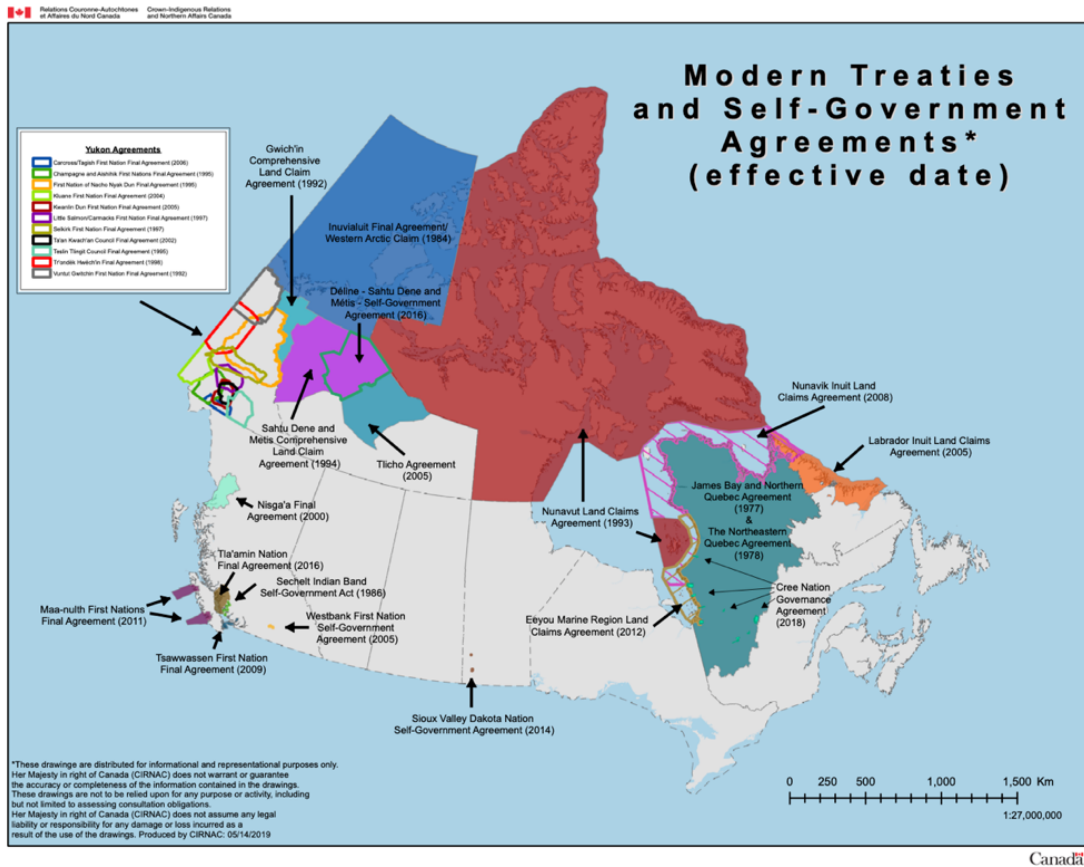 Relations Couronne-Autochtones
et Affaires du Nord Canada
Crown-Indigenous Relations
and Northern Affairs Canada
Modern Treaties
and Self-Government
Agreements*
(effective date)
Yukon Agreements
Carcross/Tagish First Nation Final Agreement (2006)
Champagne and Aishihik First Nations Final Agreement (1995)
First Nation of Nacho Nyak Dun Final Agreement (1995)
Kluane First Nation Final Agreement (2004)
Kwanlin Dun First Nation Final Agreement (2005)
Little Salmon/Carmacks First Nation Final Agreement (1997)
Selkirk First Nation Final Agreement (1997)
Ta'an Kwach'an Council Final Agreement (2002)
Teslin Tlingit Council Final Agreement (1995)
Tr'ondëk Hwëch'in Final Agreement (1998)
Vuntut Gwitchin First Nation Final Agreement (1992)
Gwich'in
Comprehensive
Land Claim
Agreement (1992)
Inuvialuit Final Agreement/
Western Arctic Claim (1984)
Déline - Sahtu Dene and
Métis - Self-Government
Agreement (2016)
Sahtu Dene and
Metis Comprehensive
Land Claim
Agreement (1994)
Tlicho Agreement
(2005)
Nunavik Inuit Land
Claims Agreement (2008)
Labrador Inuit Land Claims
Agreement (2005)
James Bay and Northern
Quebec Agreement
(1977)
&
The Northeastern
Quebec Agreement
(1978)
Nunavut Land Claims
Agreement (1993)
Nisga'a Final
Agreement (2000)
Tla'amin Nation
Final Agreement (2016)
Sechelt Indian Band
Self-Government Act (1986)
Maa-nulth First Nations
Final Agreement (2011)
Westbank First Nation
Self-Government
Agreement (2005)
Tsawwassen First Nation
Final Agreement (2009)
Eeyou Marine Region Land
Claims Agreement (2012)
Cree Nation
Governance
Agreement
(2018)
Sioux Valley Dakota Nation
Self-Government Agreement (2014)
*These drawings are distributed for informational and representational purposes only.
Her Majesty in right of Canada (CIRNAC) does not warrant or guarantee
the accuracy or completeness of the information contained in the drawings.
These drawings are not to be relied upon for any purpose or activity, including
but not limited to assessing consultation obligations.
Her Majesty in right of Canada (CIRNAC) does not assume any legal
liability or responsibility for any damage or loss incurred as a
result of the use of the drawings. Produced by CIRNAC: 05/14/2019
0 250 500 1,000 1,500 Km
1:27,000,000
Canada